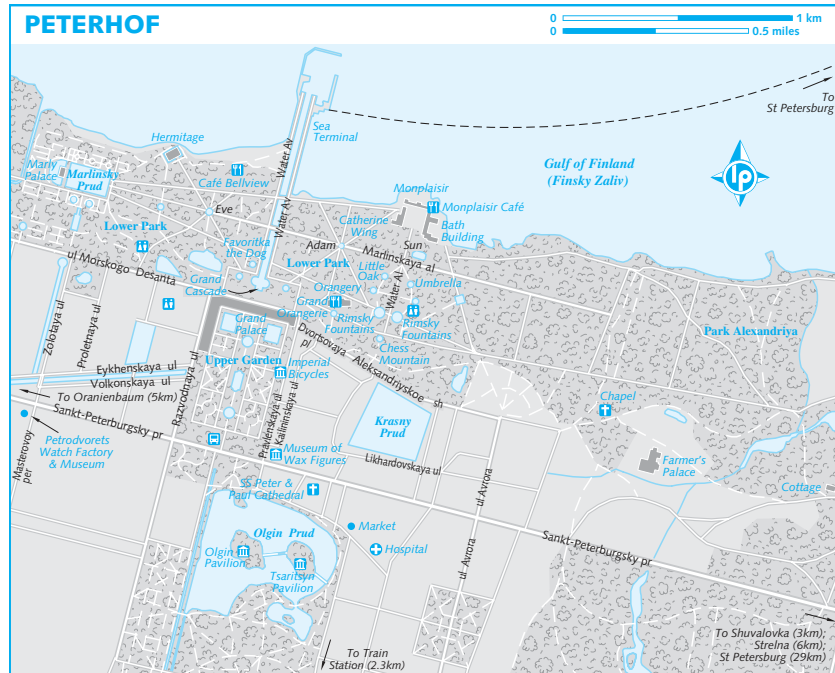 PETERHOF
0 1 km
0 0.5 miles
To
St Petersburg
Sea
Terminal
Hermitage
Water Av
Gulf of Finland
(Finsky Zaliv)
lp
Marly
Palace
Marlinsky
Prud
Café Bellview
Monplaisir
Monplaisir Café
Eve
Water Av
Catherine
Wing
Bath
Building
Lower Park
Favoritka
the Dog
Adam
Sun
Marlinskaya al
ul Morskogo Desanta
Lower Park
Little
Oak
Water Al
Umbrella
Grand
Cascade
Orangery
Grand
Orangerie
Rimsky
Fountains
Rimsky
Fountains
Zolotaya ul
Proletnaya ul
Grand
Palace
Dvortsovaya
pl
Chess
Mountain
Park Alexandriya
Upper Garden
Imperial
Bicycles
Aleksandriyskoe sh
Eykhenskaya ul
Volkonskaya ul
Razvodnaya ul
To Oranienbaum (5km)
Pravlenskaya ul
Kalininskaya ul
Chapel
Sankt-Peterburgsky pr
Krasny
Prud
Masterovoj
per
Petrodvorets
Watch Factory
& Museum
Museum of
Wax Figures
Likhardovskaya ul
Farmer's
Palace
ul Avrora
SS Peter &
Paul Cathedral
Cottage
Olgin Prud
Market
Sankt-Peterburgsky pr
Olgin
Pavilion
Hospital
ul Avrora
Tsaritsyn
Pavilion
To Shuvalovka (3km);
Strelna (6km);
St Petersburg (29km)
To Train
Station (2.3km)